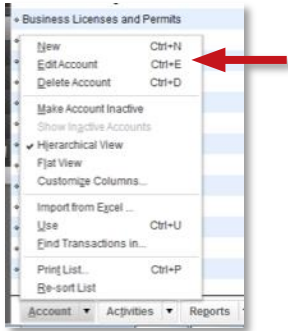 Business Licenses and Permits
New Ctrl+N
Edit Account Ctrl+E
Delete Account Ctrl+D
Make Account Inactive
Show Inactive Accounts
Hierarchical View
Flat View
Customize Columns...
Import from Excel ...
Use Ctrl+U
Find Transactions in...
Print List... Ctrl+P
Re-sort List
Account Activities Reports